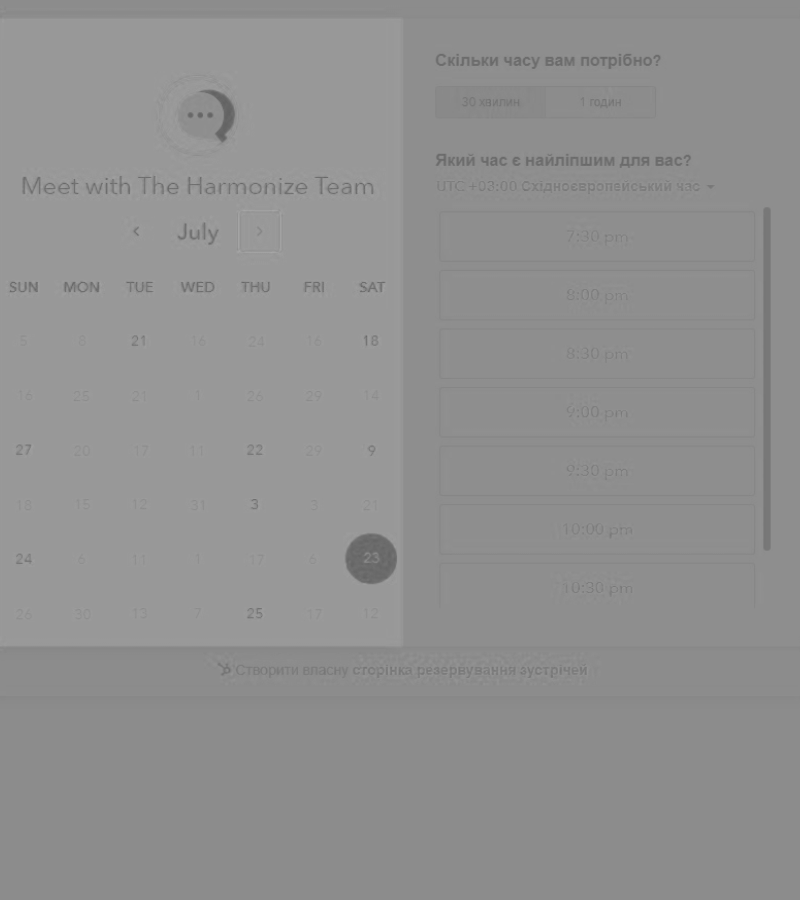 Meet with The Harmonize Team
July
SUN MON TUE WED THU FRI SAT
5 8 21 16 24 16 18
16 25 21 1 26 29 14
27 20 17 11 22 29 9
18 15 12 31 3 3 21
24 6 11 1 17 6 23
26 30 13 7 25 17 12
Скільки часу вам потрібно?
30 хвилин 1 годин
Який час є найліпшим для вас?
UTC +03:00 Східноєвропейський час
7:30 pm
8:00 pm
8:30 pm
9:00 pm
9:30 pm
10:00 pm
10:30 pm
Створити власну сторінка резервування зустрічей